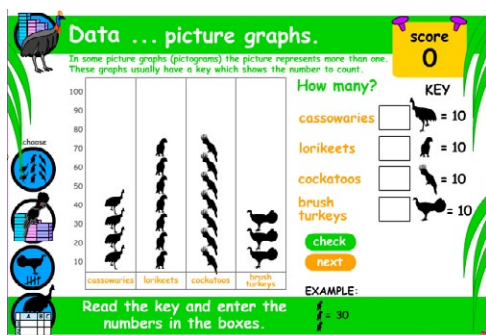 Data ... picture graphs.
score
0
In some picture graphs (pictograms) the picture represents more than one.
These graphs usually have a key which shows the number to count.
How many?
KEY
choose
100
90
80
70
60
50
40
30
20
10
cassowaries
lorikeets
cockatoos
brush
turkeys
cassowaries
= 10
lorikeets
= 10
cockatoos
= 10
brush
turkeys
= 10
check
next
EXAMPLE:
= 30
Read the key and enter the
numbers in the boxes.